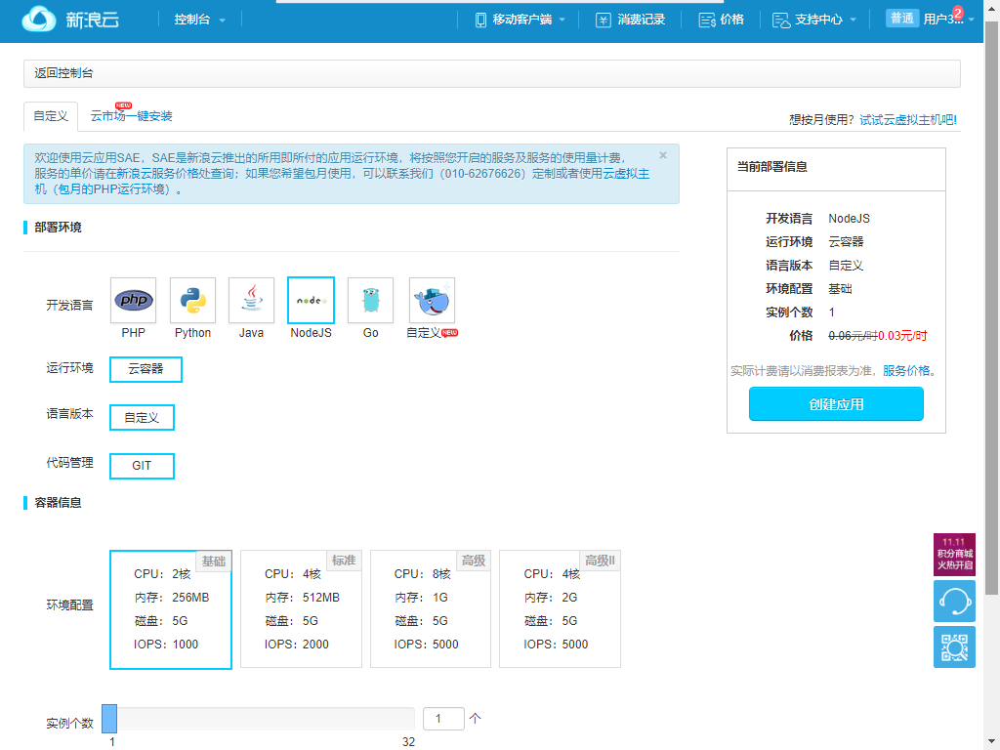 新浪云
控制台
移动客户端
消费记录
价格
支持中心
普通
用户3...
2
返回控制台
自定义
云市场一键安装
NEW
想按月使用？试试云虚拟主机吧!
欢迎使用云应用SAE，SAE是新浪云推出的所用即所付的应用运行环境，将按照您开启的服务及服务的使用量计费，
服务的单价请在新浪云服务价格处查询；如果您希望包月使用，可以联系我们（010-62676626）定制或者使用云虚拟主
机（包月的PHP运行环境）。
×
当前部署信息
开发语言 NodeJS
运行环境 云容器
语言版本 自定义
环境配置 基础
实例个数 1
价格 0.06元/时0.03元/时
实际计费请以消费报表为准，服务价格。
创建应用
部署环境
开发语言
php
node
PHP
Python
Java
NodeJS
Go
自定义NEW
运行环境
云容器
语言版本
自定义
代码管理
GIT
容器信息
环境配置
基础
CPU：2核
内存：256MB
磁盘：5G
IOPS：1000
标准
CPU：4核
内存：512MB
磁盘：5G
IOPS：2000
高级
CPU：8核
内存：1G
磁盘：5G
IOPS：5000
高级II
CPU：4核
内存：2G
磁盘：5G
IOPS：5000
11.11
积分商城
火热开启
实例个数
1
个
1
32